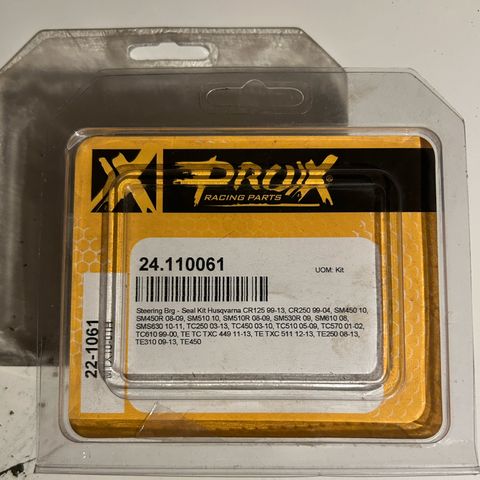 PROX
RACING PARTS
24.110061
UOM: Kit
Steering Brg - Seal Kit Husqvarna CR125 99-13, CR250 99-04, SM450 10,
SM450R 08-09, SM510 10, SM510R 08-09, SM530R 09, SM610 08,
SMS630 10-11, TC250 03-13, TC450 03-10, TC510 05-09, TC570 01-02,
TC610 99-00, TE TC TXC 449 11-13, TE TXC 511 12-13, TE250 08-13,
TE310 09-13, TE450
22-1061